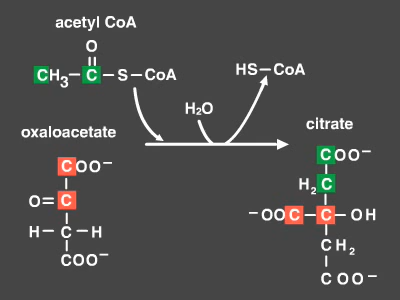 acetyl CoA
O
CH₃–C–S–CoA
HS–CoA
H₂O
oxaloacetate
citrate
COO⁻
O=C
H–C–H
COO⁻
COO⁻
H₂C
⁻OOC–C–OH
CH₂
COO⁻